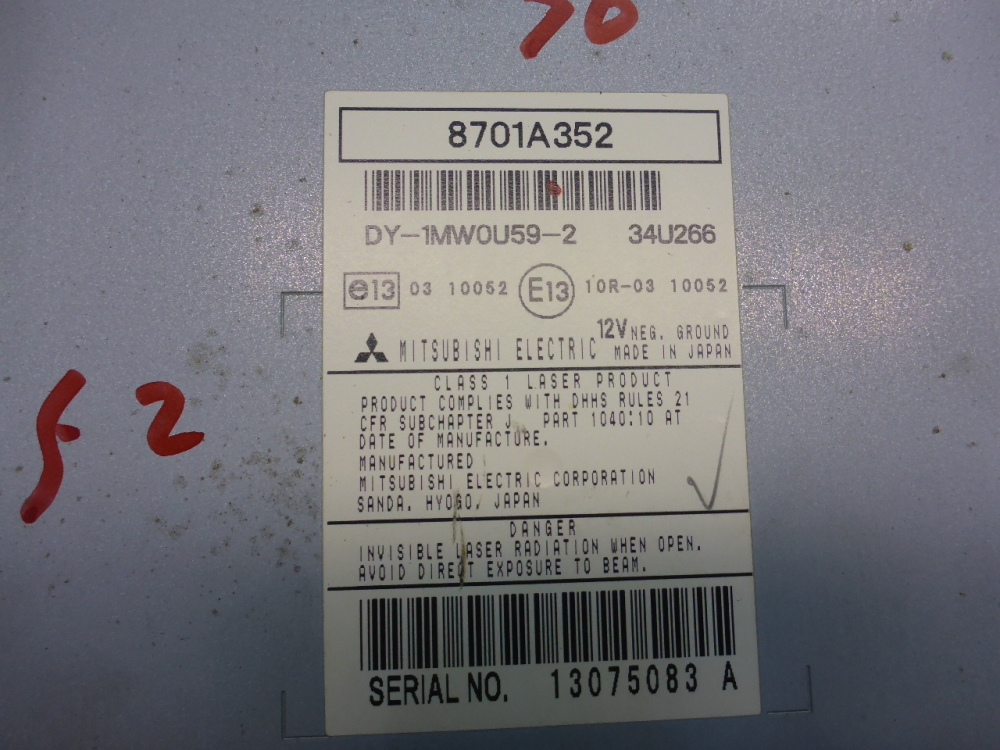 8701A352
DY-1MW0U59-2 34U266
e13 03 10052 E13 10R-03 10052
12V NEG. GROUND
MITSUBISHI ELECTRIC MADE IN JAPAN
CLASS 1 LASER PRODUCT
PRODUCT COMPLIES WITH DHHS RULES 21
CFR SUBCHAPTER J, PART 1040:10 AT
DATE OF MANUFACTURE.
MANUFACTURED
MITSUBISHI ELECTRIC CORPORATION
SANDA. HYOGO, JAPAN
DANGER
INVISIBLE LASER RADIATION WHEN OPEN.
AVOID DIRECT EXPOSURE TO BEAM.
SERIAL NO. 13075083 A